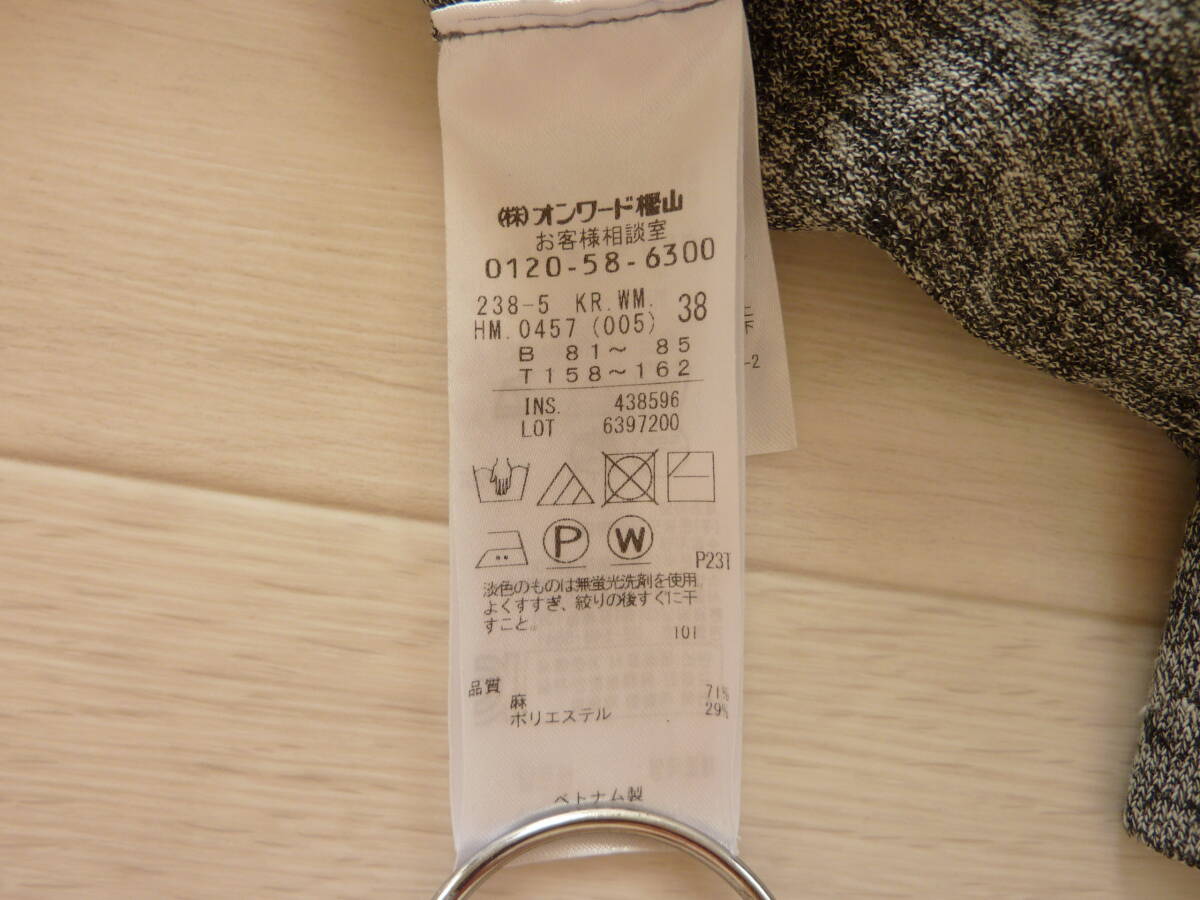 (株)オンワード樫山
お客様相談室
0120-58-6300
238-5 KR.WM. 38
HM.0457 (005)
B 81～ 85
T158～162
INS. 438596
LOT 6397200
P W
P231
淡色のものは無蛍光洗剤を使用
よくすすぎ、絞りの後すぐに干
すこと。
101
品質
麻 71%
ポリエステル 29%
ベトナム製
下
-2